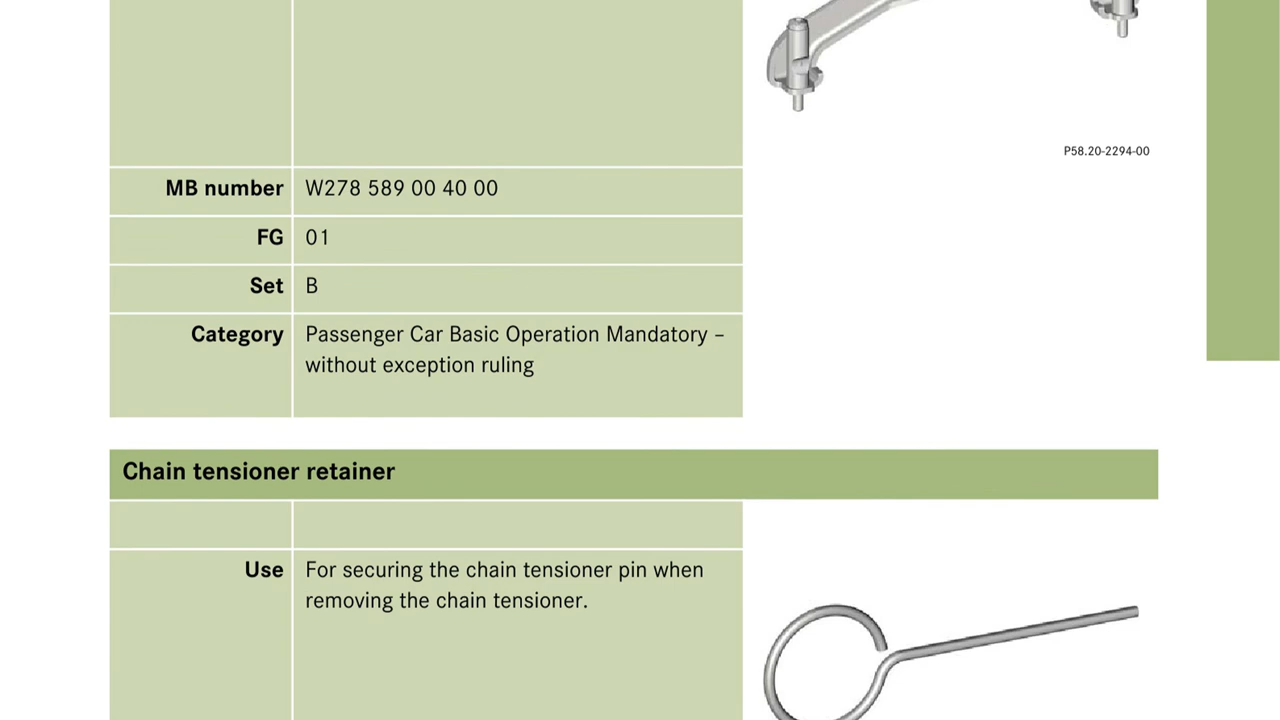 P58.20-2294-00
MB number W278 589 00 40 00
FG 01
Set B
Category Passenger Car Basic Operation Mandatory –
without exception ruling
Chain tensioner retainer
Use For securing the chain tensioner pin when
removing the chain tensioner.